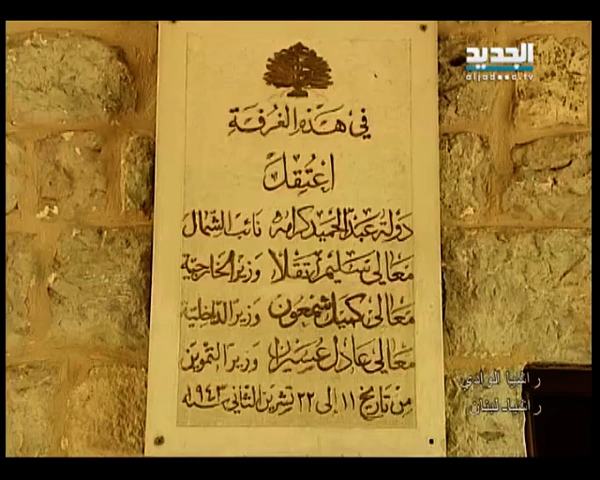 الجديد
aljadeed.tv
في هذه الغرفة
اعتقل
دولة عبد الحميد كرامه نائب الشمال
معالي سليم تقلا وزير الخارجية
معالي كميل شمعون وزير الداخلية
معالي عادل عسيران وزير التموين
من تاريخ ١١ الى ٢٢ تشرين الثاني سنة ١٩٤٣
راشيا الوادي
راشيا- لبنان